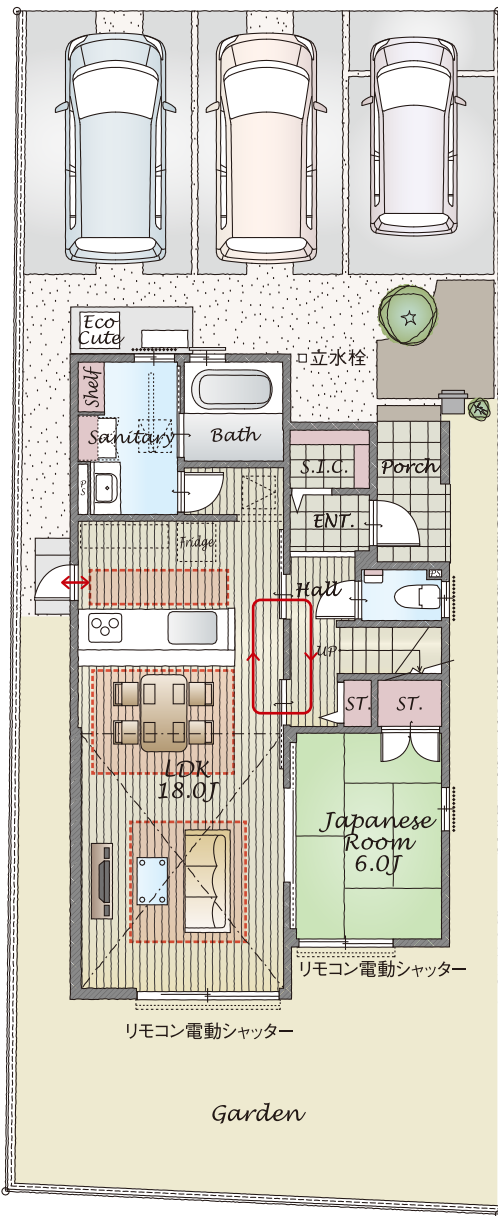 Eco
Cute
立水栓
Shelf
Sanitary
Bath
S.I.C.
Porch
PS
ENT.
Fridge
Hall
UP
ST.
ST.
LDK
18.0J
Japanese
Room
6.0J
リモコン電動シャッター
リモコン電動シャッター
Garden